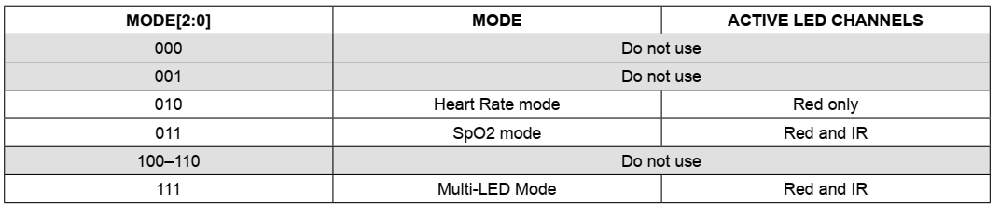 MODE[2:0] MODE ACTIVE LED CHANNELS
000 Do not use
001 Do not use
010 Heart Rate mode Red only
011 SpO2 mode Red and IR
100–110 Do not use
111 Multi-LED Mode Red and IR